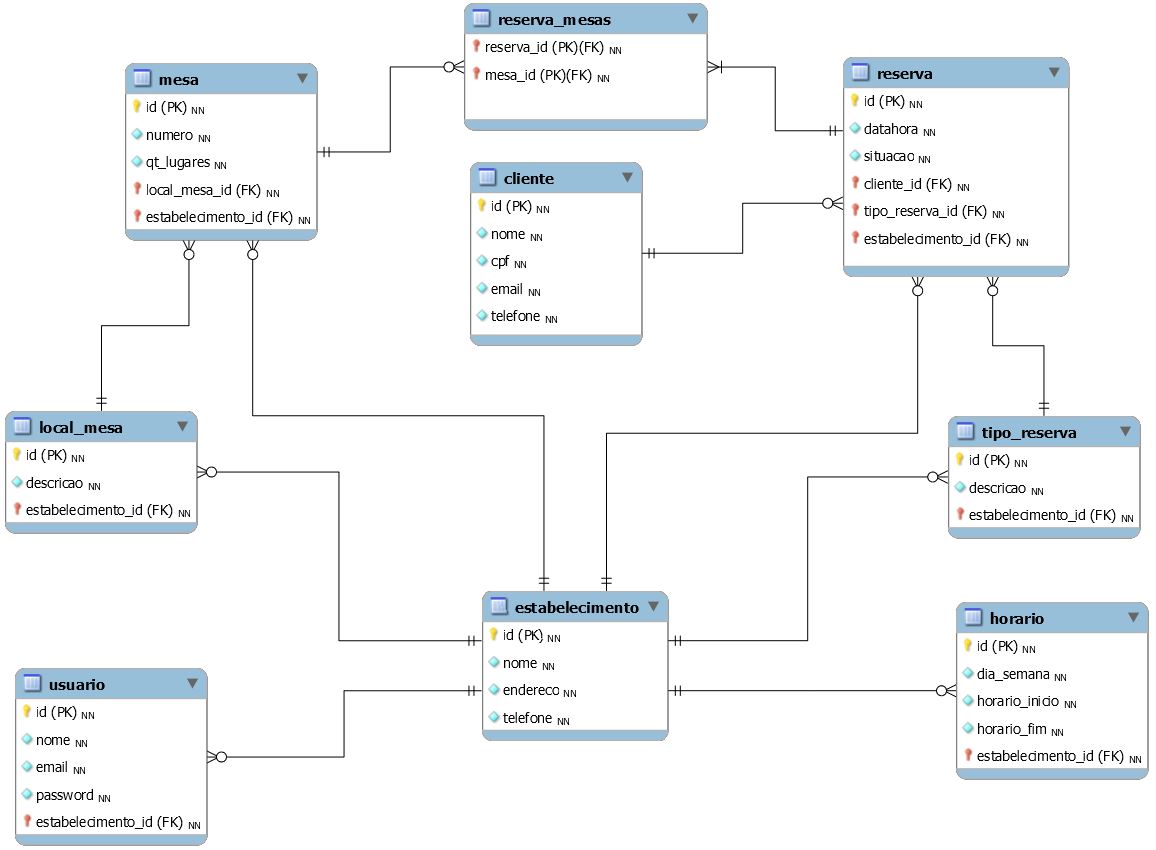 reserva_mesas
reserva_id (PK)(FK) NN
mesa_id (PK)(FK) NN
mesa
id (PK) NN
numero NN
qt_lugares NN
local_mesa_id (FK) NN
estabelecimento_id (FK) NN
reserva
id (PK) NN
datahora NN
situacao NN
cliente_id (FK) NN
tipo_reserva_id (FK) NN
estabelecimento_id (FK) NN
cliente
id (PK) NN
nome NN
cpf NN
email NN
telefone NN
local_mesa
id (PK) NN
descricao NN
estabelecimento_id (FK) NN
tipo_reserva
id (PK) NN
descricao NN
estabelecimento_id (FK) NN
estabelecimento
id (PK) NN
nome NN
endereco NN
telefone NN
horario
id (PK) NN
dia_semana NN
horario_inicio NN
horario_fim NN
estabelecimento_id (FK) NN
usuario
id (PK) NN
nome NN
email NN
password NN
estabelecimento_id (FK) NN